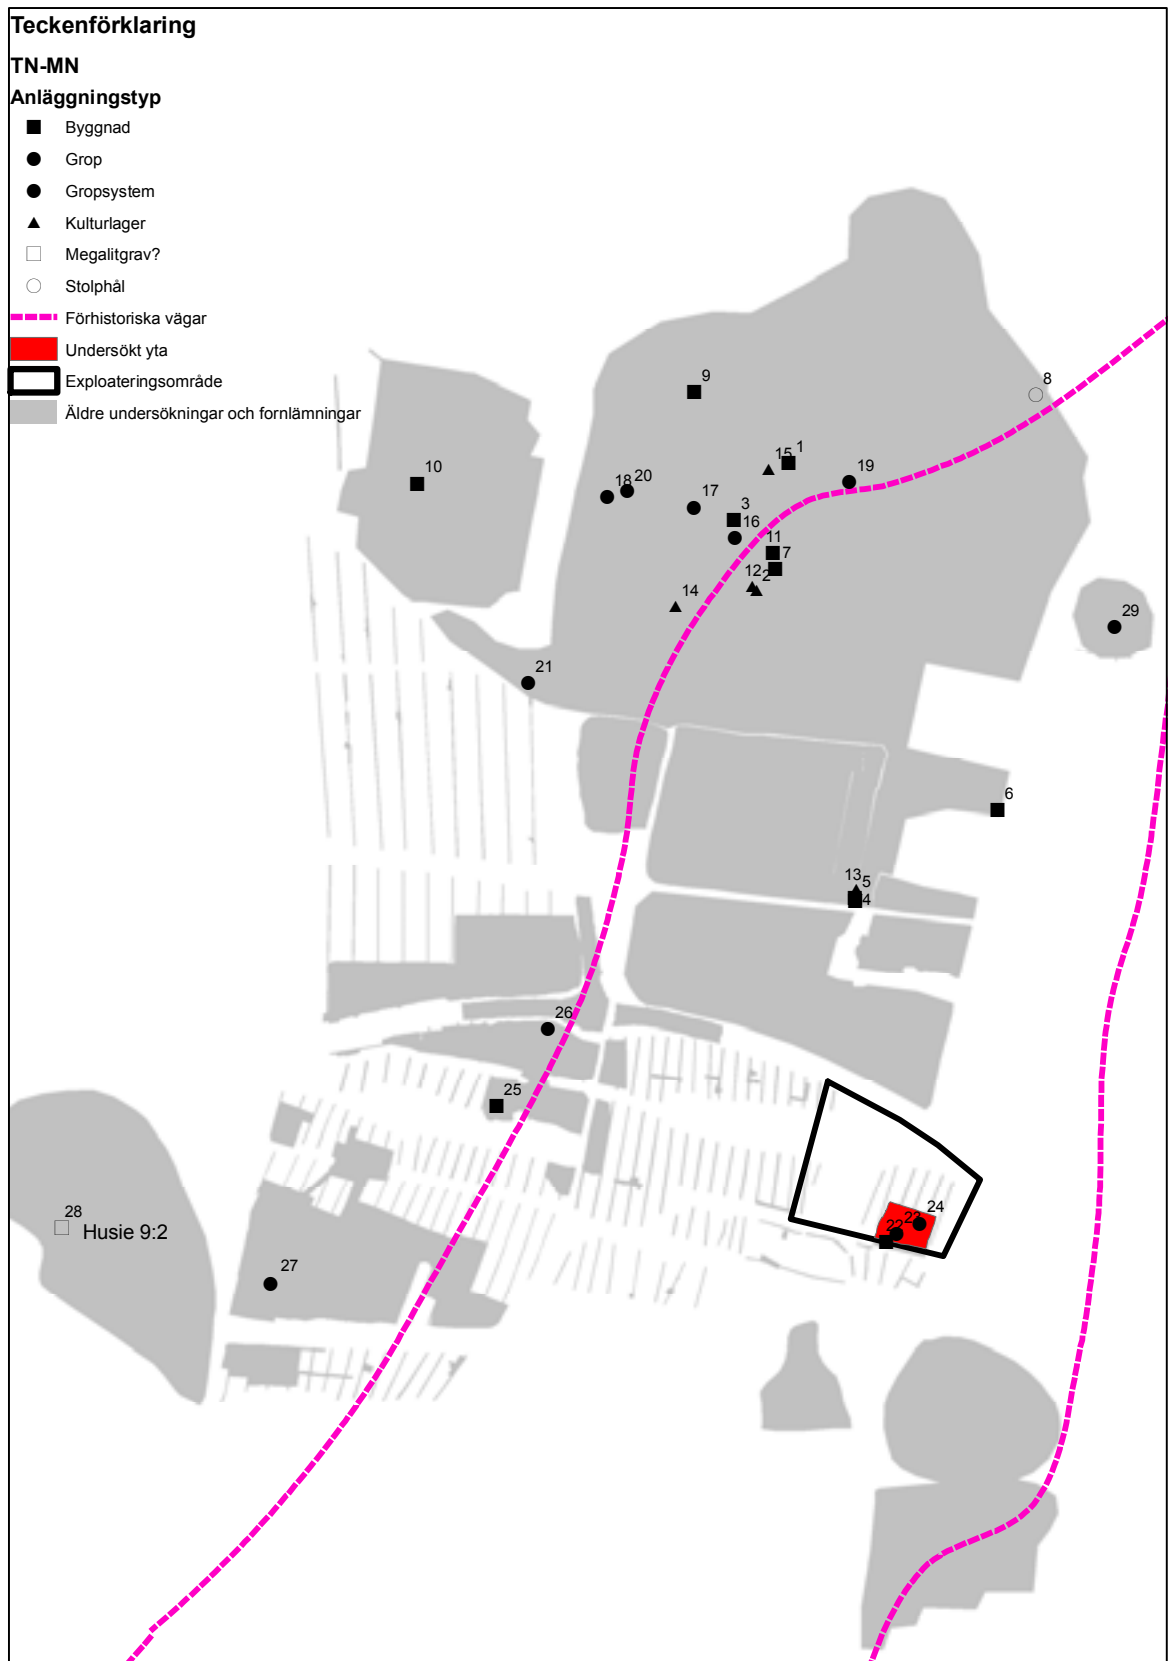 Teckenförklaring
TN-MN
Anläggningstyp
Byggnad
Grop
Gropsystem
Kulturlager
Megalitgrav?
Stolphål
Förhistoriska vägar
Undersökt yta
Exploateringsområde
Äldre undersökningar och fornlämningar
8
9
15 1
10
19
18 20
17
3
16
11
7
12 2
14
29
21
6
13 5
4
26
25
28
Husie 9:2
24
23
22
27